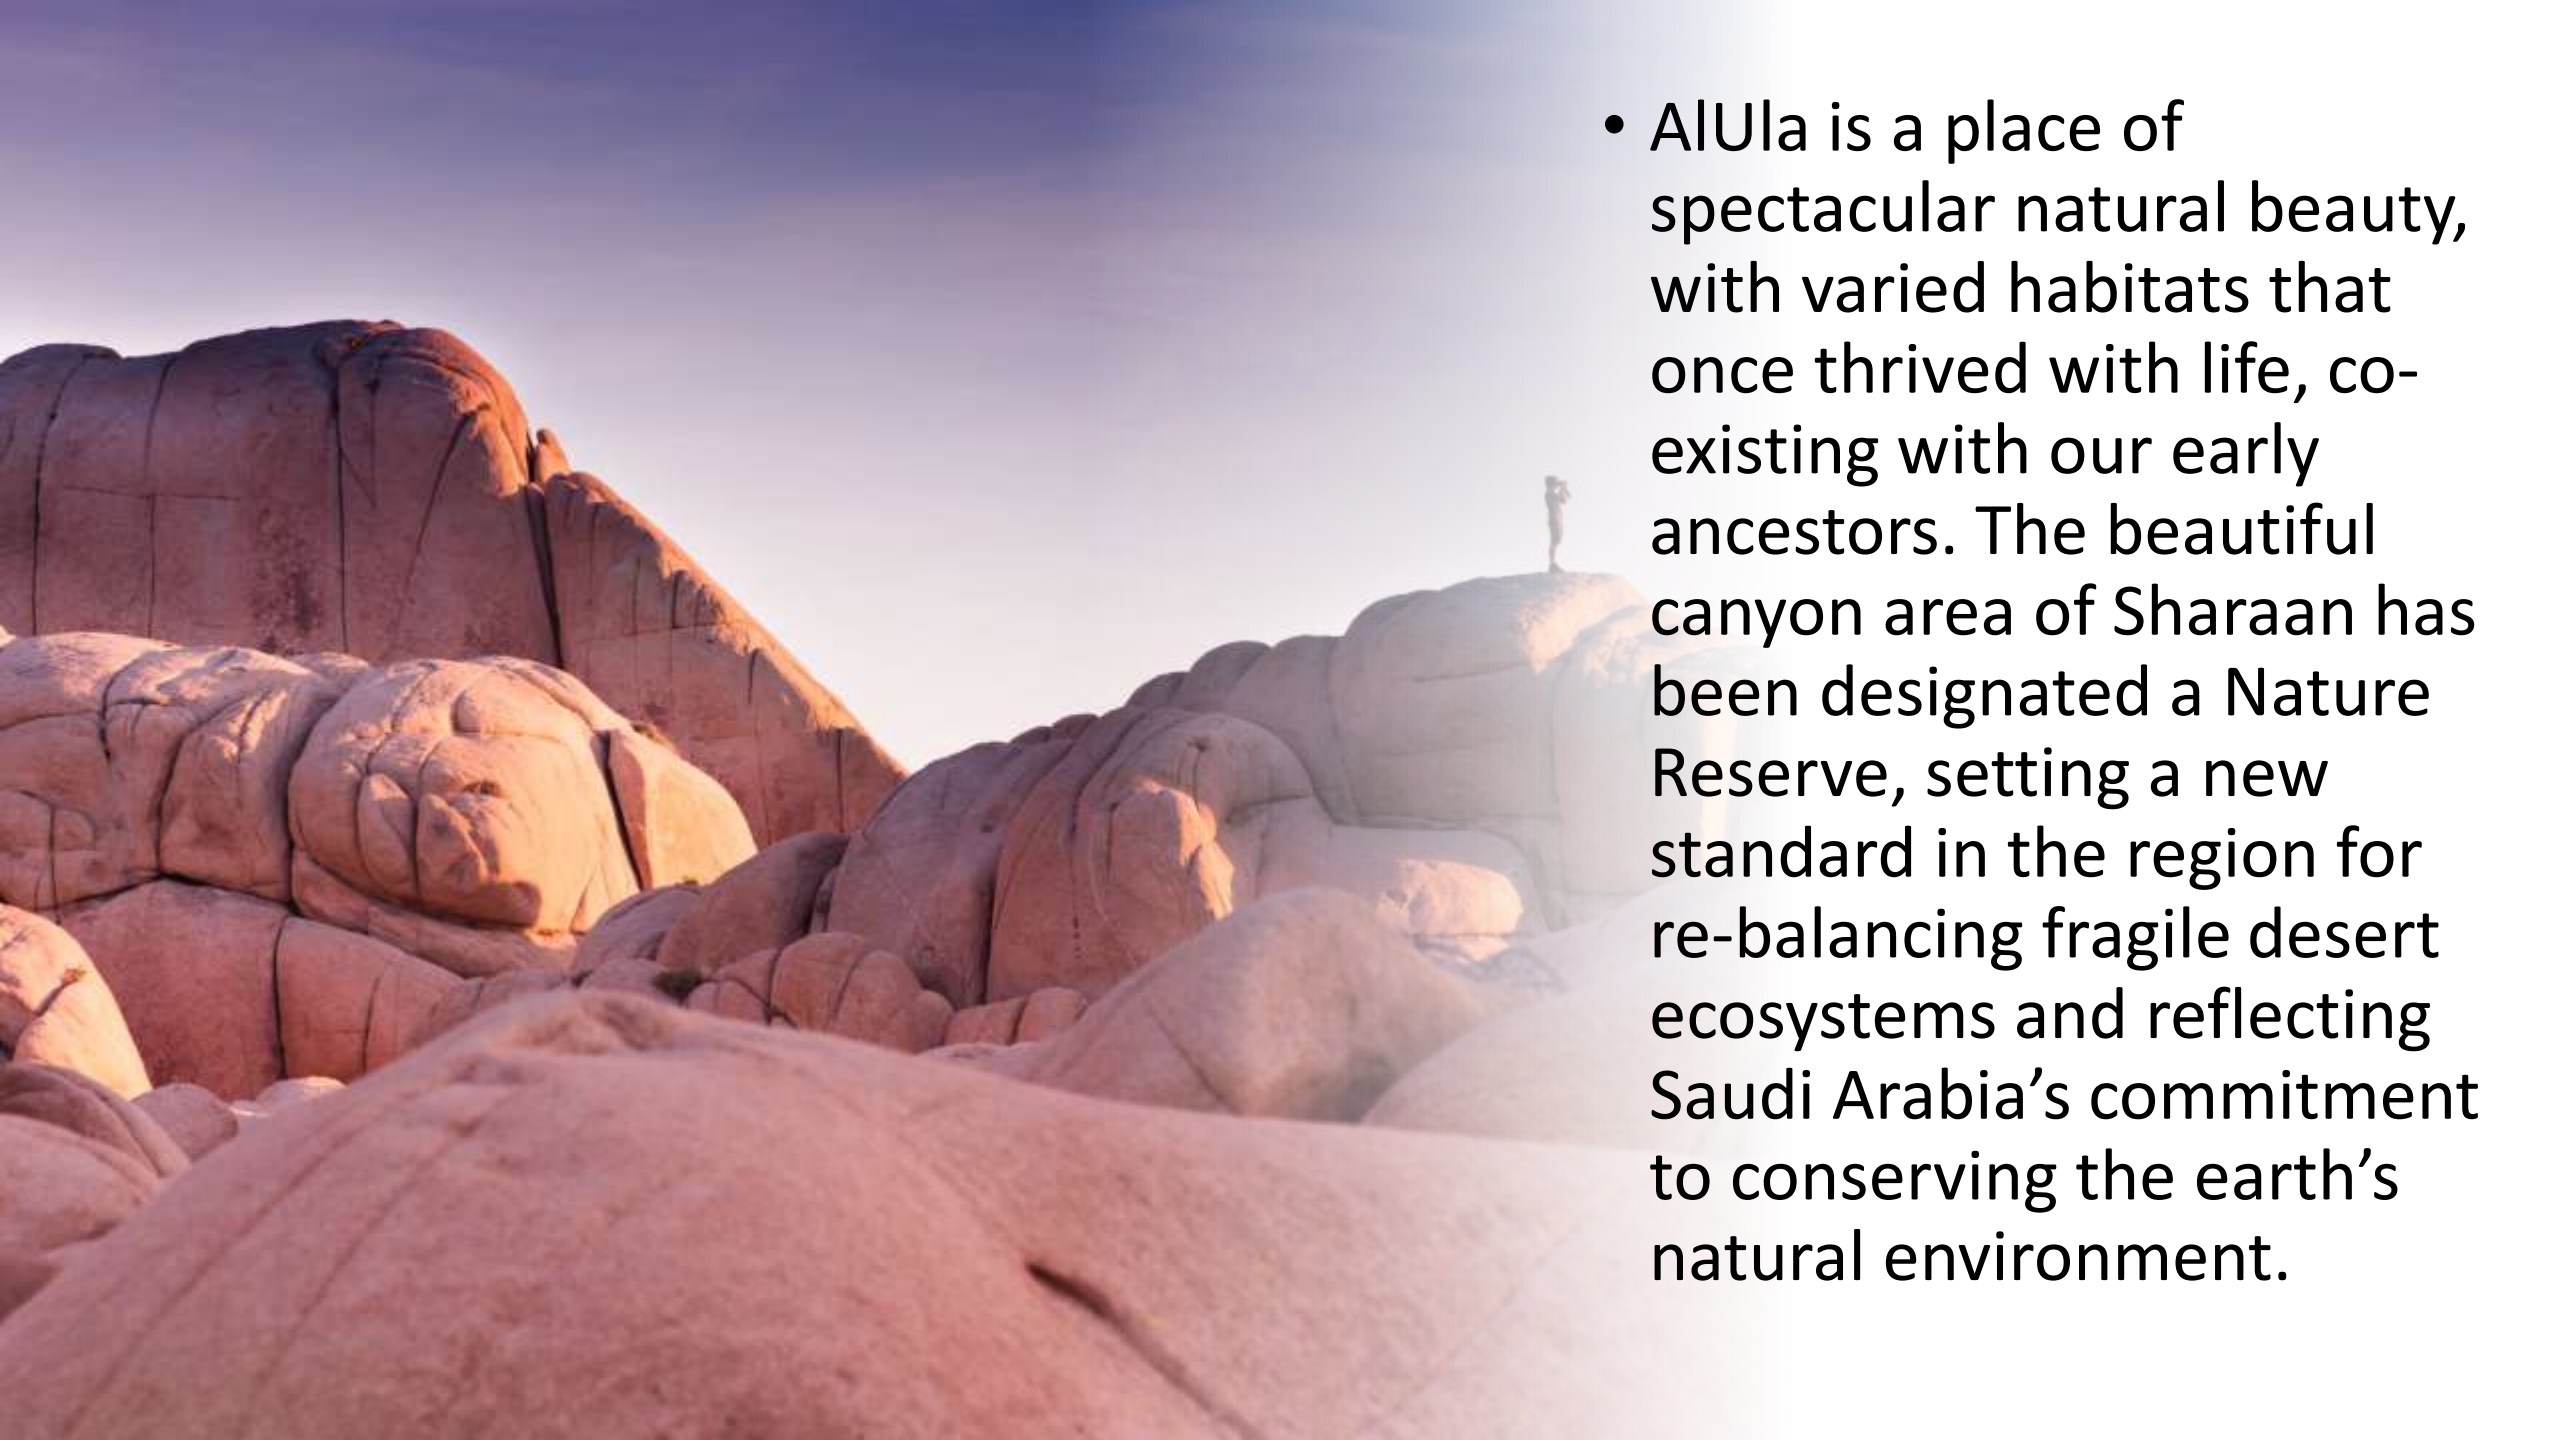 • AlUla is a place of
spectacular natural beauty,
with varied habitats that
once thrived with life, co-
existing with our early
ancestors. The beautiful
canyon area of Sharaan has
been designated a Nature
Reserve, setting a new
standard in the region for
re-balancing fragile desert
ecosystems and reflecting
Saudi Arabia’s commitment
to conserving the earth’s
natural environment.